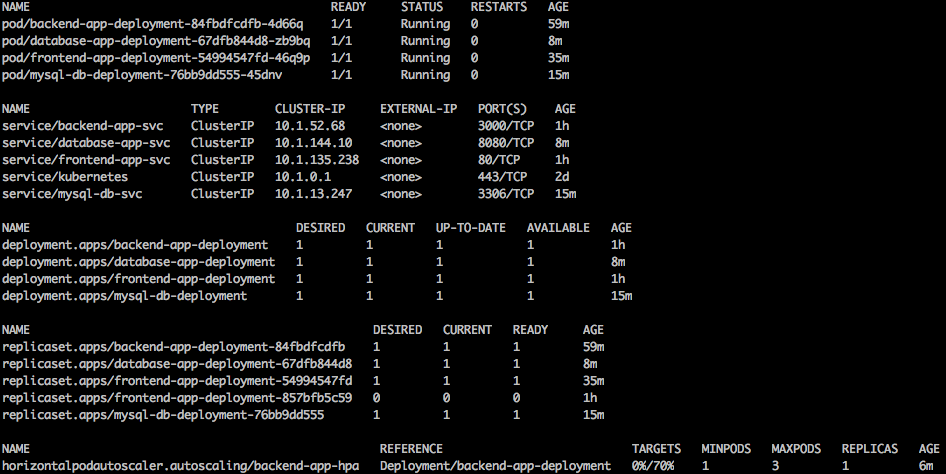 NAME READY STATUS RESTARTS AGE
pod/backend-app-deployment-84fbdfcdfb-4d66q 1/1 Running 0 59m
pod/database-app-deployment-67dfb844d8-zb9bq 1/1 Running 0 8m
pod/frontend-app-deployment-54994547fd-46q9p 1/1 Running 0 35m
pod/mysql-db-deployment-76bb9dd555-45dnv 1/1 Running 0 15m
NAME TYPE CLUSTER-IP EXTERNAL-IP PORT(S) AGE
service/backend-app-svc ClusterIP 10.1.52.68 <none> 3000/TCP 1h
service/database-app-svc ClusterIP 10.1.144.10 <none> 8080/TCP 8m
service/frontend-app-svc ClusterIP 10.1.135.238 <none> 80/TCP 1h
service/kubernetes ClusterIP 10.1.0.1 <none> 443/TCP 2d
service/mysql-db-svc ClusterIP 10.1.13.247 <none> 3306/TCP 15m
NAME DESIRED CURRENT UP-TO-DATE AVAILABLE AGE
deployment.apps/backend-app-deployment 1 1 1 1 1h
deployment.apps/database-app-deployment 1 1 1 1 8m
deployment.apps/frontend-app-deployment 1 1 1 1 1h
deployment.apps/mysql-db-deployment 1 1 1 1 15m
NAME DESIRED CURRENT READY AGE
replicaset.apps/backend-app-deployment-84fbdfcdfb 1 1 1 59m
replicaset.apps/database-app-deployment-67dfb844d8 1 1 1 8m
replicaset.apps/frontend-app-deployment-54994547fd 1 1 1 35m
replicaset.apps/frontend-app-deployment-857bfb5c59 0 0 0 1h
replicaset.apps/mysql-db-deployment-76bb9dd555 1 1 1 15m
NAME REFERENCE TARGETS MINPODS MAXPODS REPLICAS AGE
horizontalpodautoscaler.autoscaling/backend-app-hpa Deployment/backend-app-deployment 0%/70% 1 3 1 6m